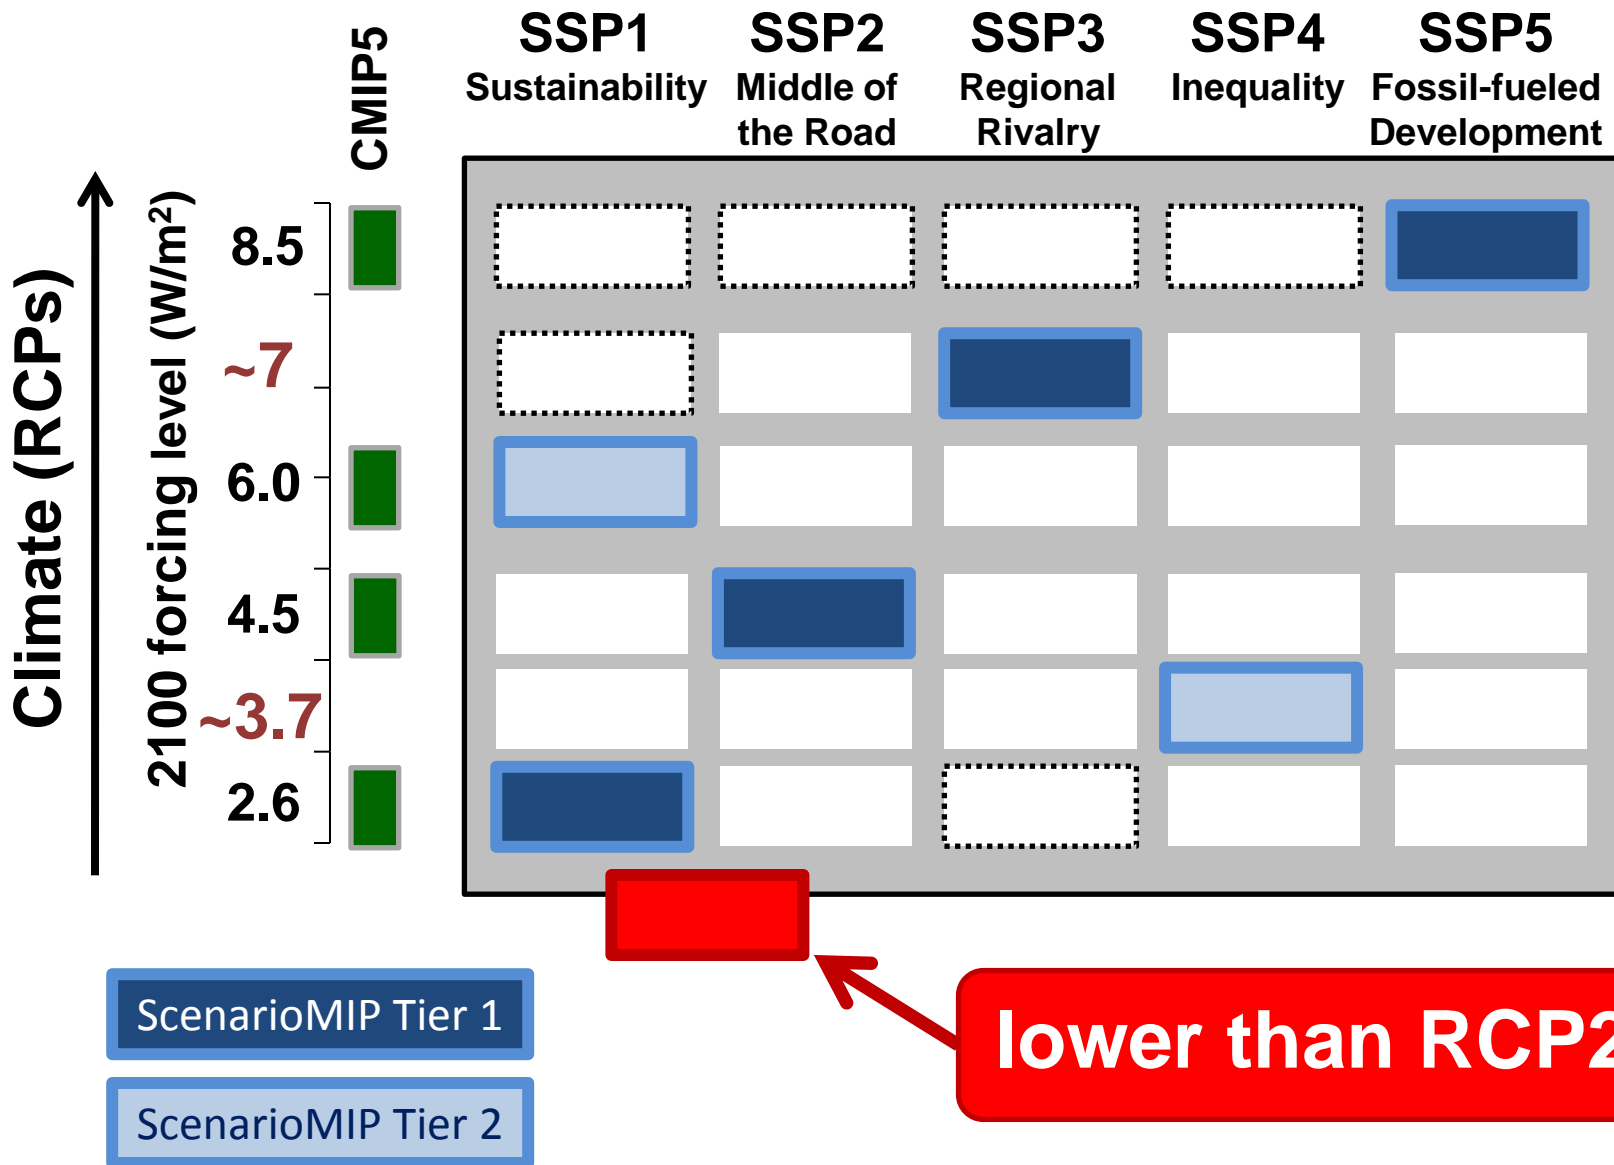 SSP1
SSP2
SSP3
SSP4
SSP5
Sustainability
Middle of
the Road
Regional
Rivalry
Inequality
Fossil-fueled
Development
CMIP5
Climate (RCPs)
2100 forcing level (W/m²)
8.5
~7
6.0
4.5
~3.7
2.6
lower than RCP2
ScenarioMIP Tier 1
ScenarioMIP Tier 2